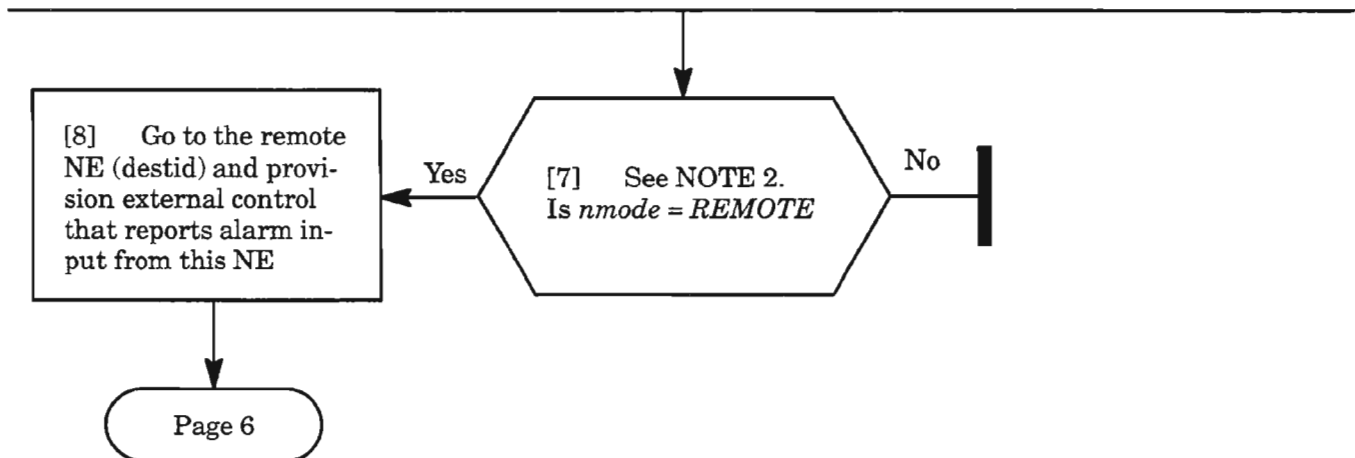 [8] Go to the remote
NE (destid) and provi-
sion external control
that reports alarm in-
put from this NE
Yes
[7] See NOTE 2.
Is nmode = REMOTE
No
Page 6